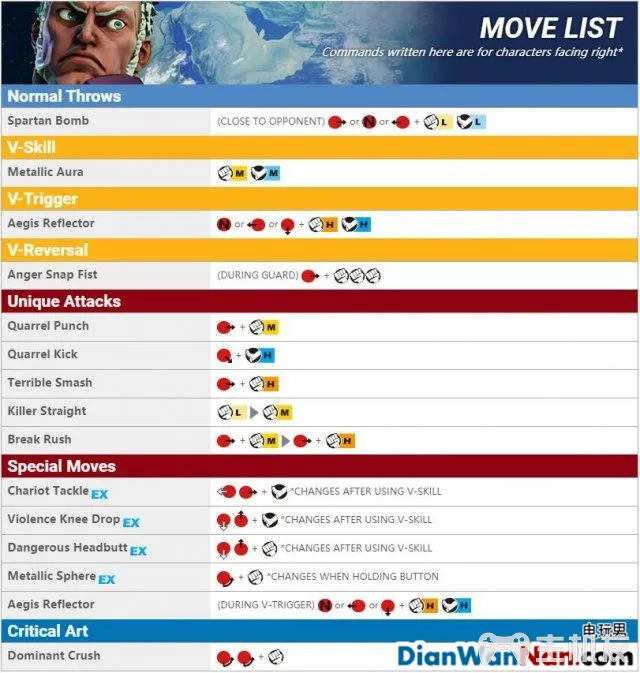 MOVE LIST
Commands written here are for characters facing right*
Normal Throws
Spartan Bomb (CLOSE TO OPPONENT) or N or + L L
V-Skill
Metallic Aura M M
V-Trigger
Aegis Reflector N or or + H H
V-Reversal
Anger Snap Fist (DURING GUARD) +
Unique Attacks
Quarrel Punch + M
Quarrel Kick + H
Terrible Smash + H
Killer Straight L M
Break Rush + M + H
Special Moves
Chariot Tackle EX + *CHANGES AFTER USING V-SKILL
Violence Knee Drop EX + *CHANGES AFTER USING V-SKILL
Dangerous Headbutt EX + *CHANGES AFTER USING V-SKILL
Metallic Sphere EX + *CHANGES WHEN HOLDING BUTTON
Aegis Reflector (DURING V-TRIGGER) N or or + H H
Critical Art
电玩男
Dominant Crush +
DianWanNan.com